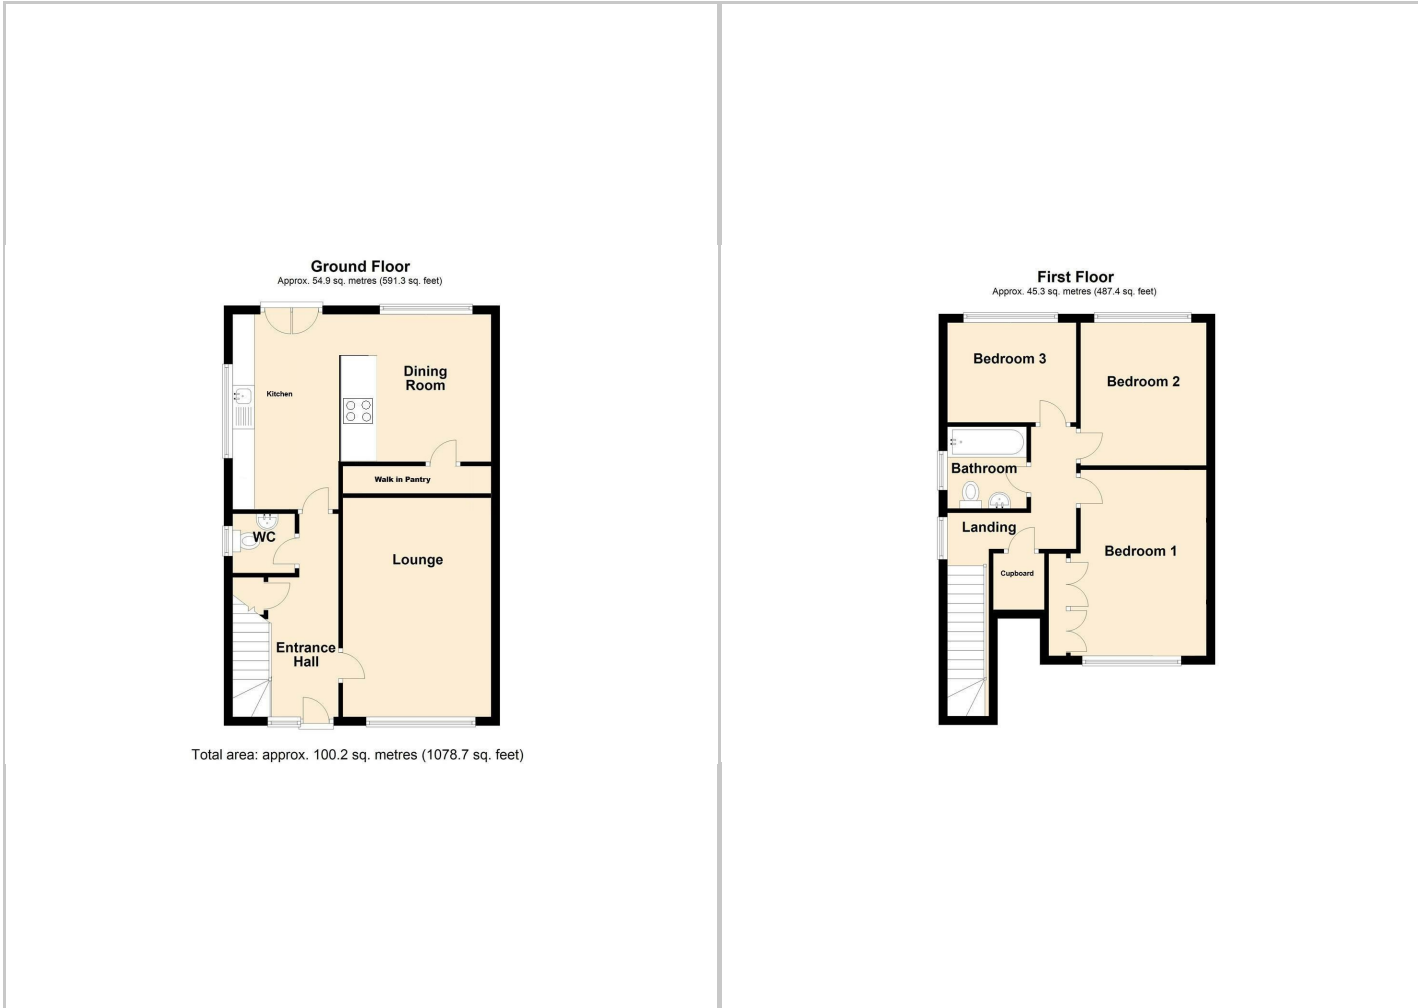 Ground Floor
Approx. 54.9 sq. metres (591.3 sq. feet)
Dining
Room
Kitchen
Walk in Pantry
WC
Lounge
Entrance
Hall
Total area: approx. 100.2 sq. metres (1078.7 sq. feet)
First Floor
Approx. 45.3 sq. metres (487.4 sq. feet)
Bedroom 3
Bedroom 2
Bathroom
Landing
Bedroom 1
Cupboard